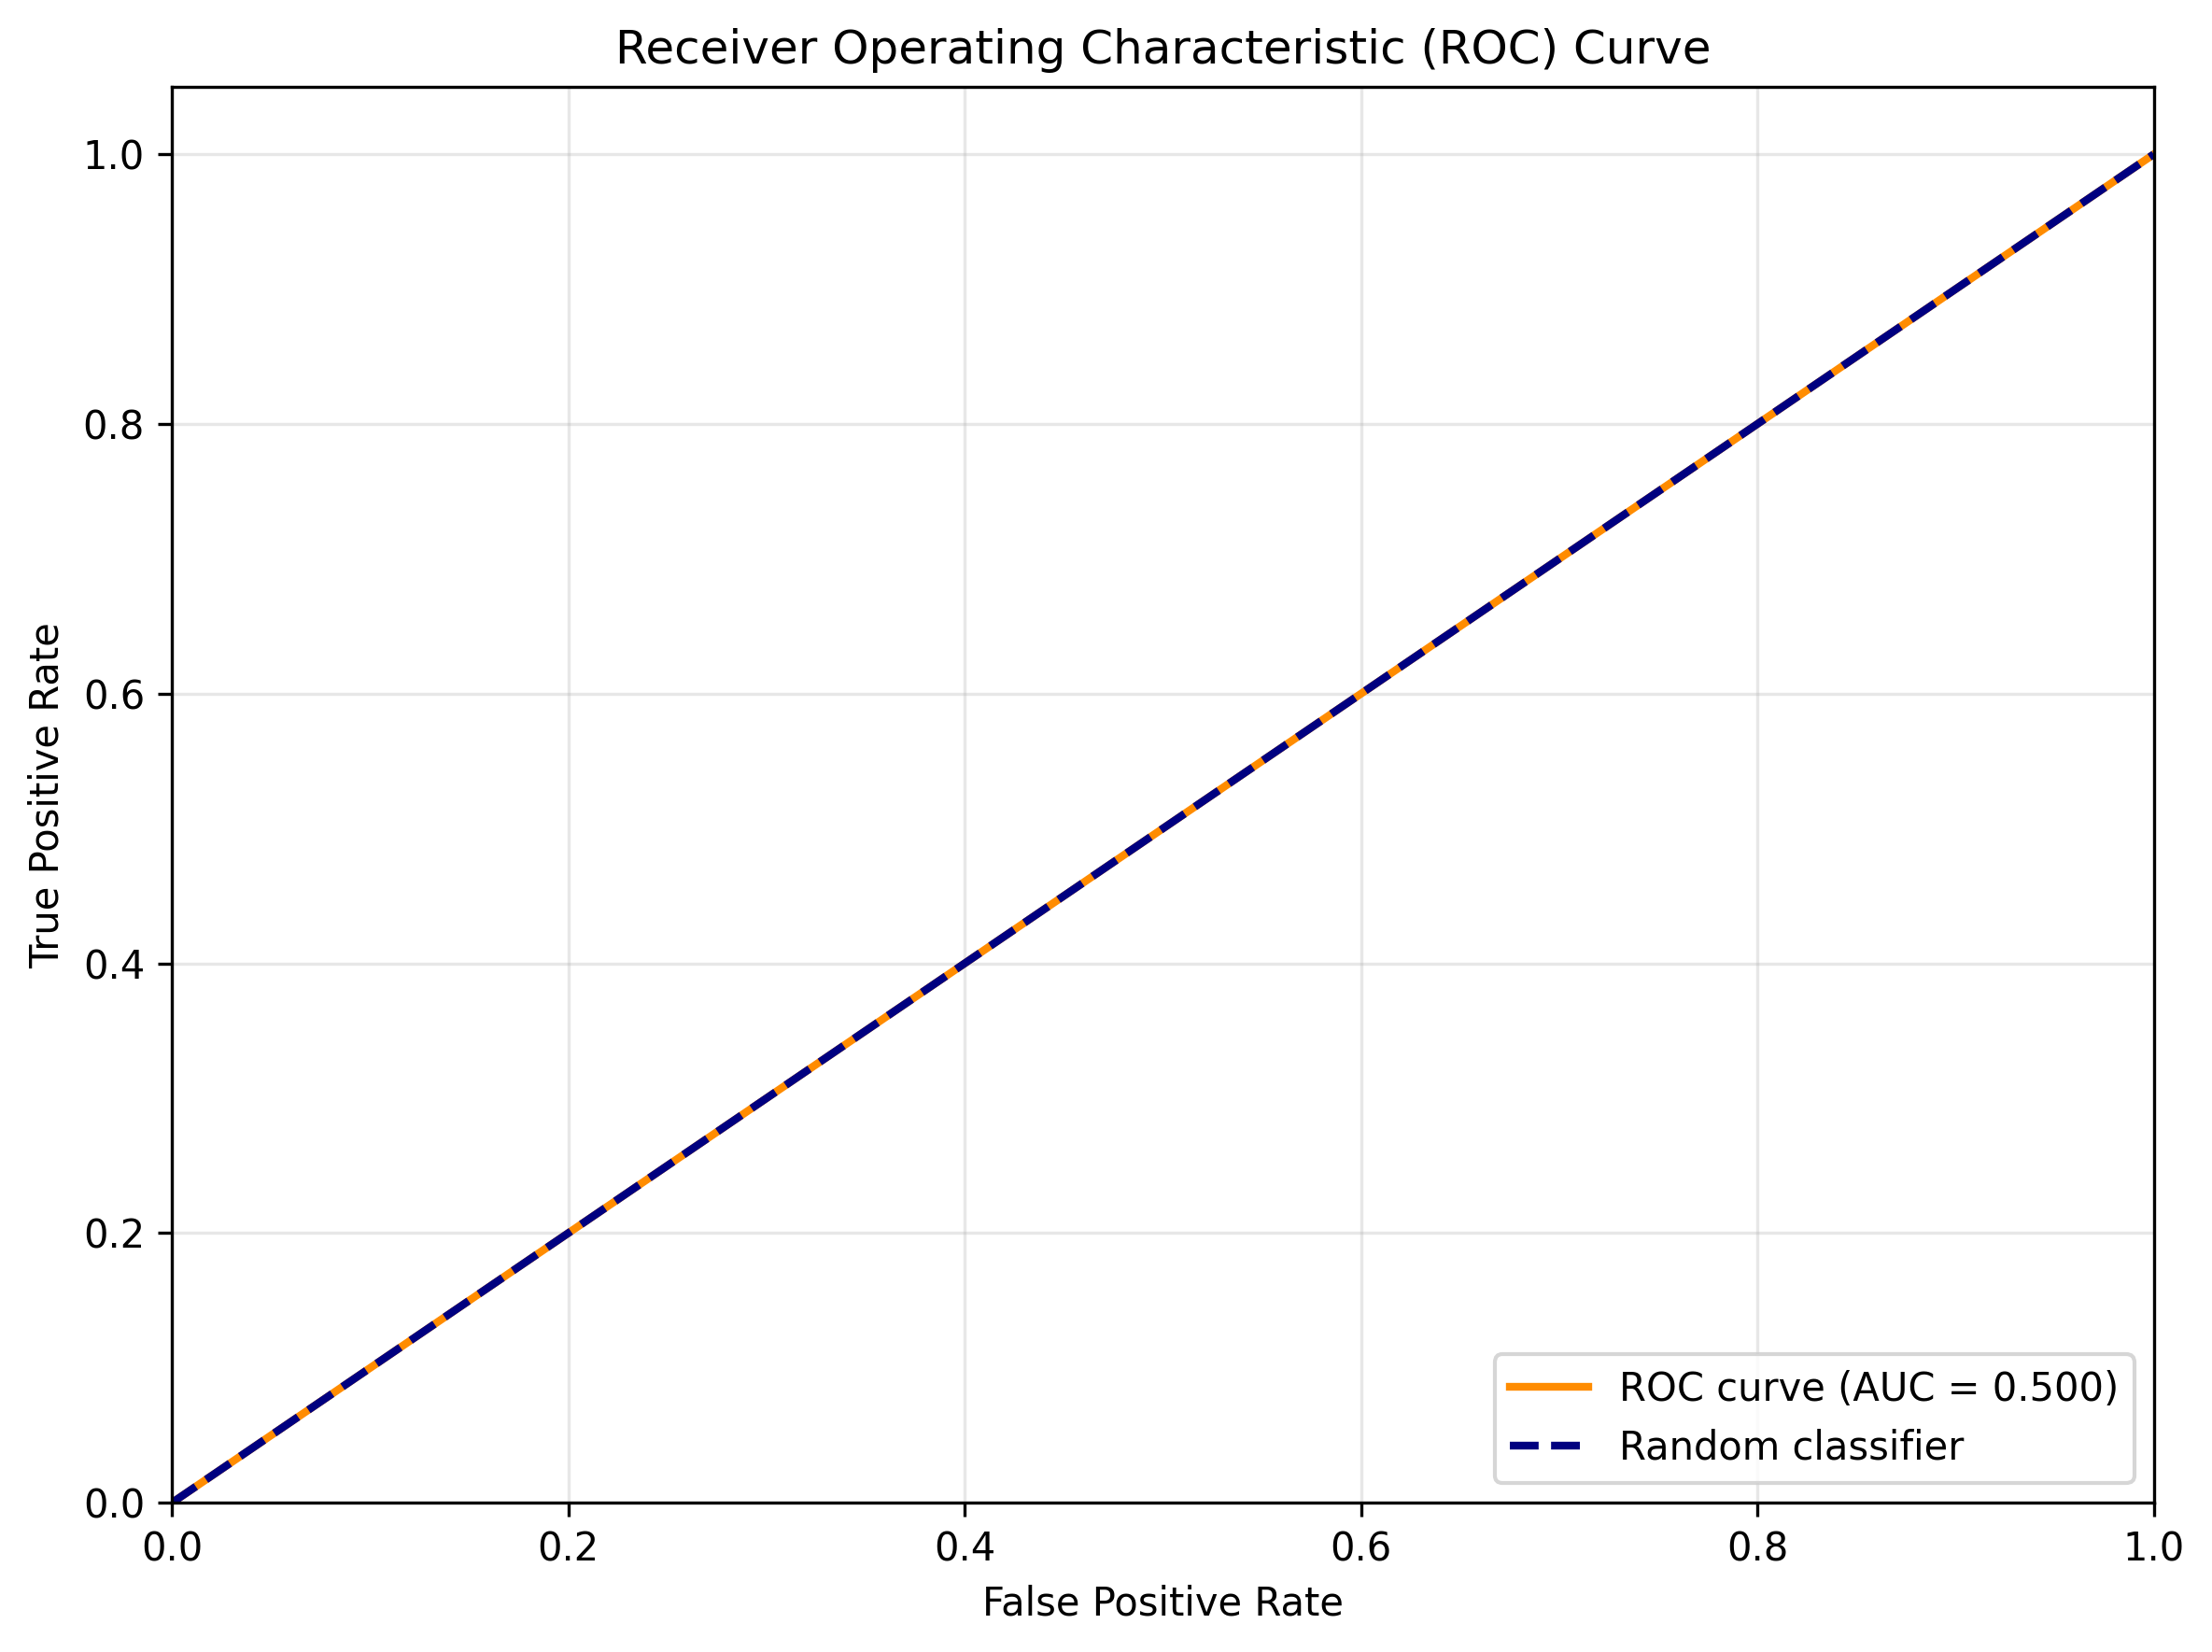 Receiver Operating Characteristic (ROC) Curve
True Positive Rate
1.0
0.8
0.6
0.4
0.2
0.0
ROC curve (AUC = 0.500)
Random classifier
0.0 0.2 0.4 0.6 0.8 1.0
False Positive Rate